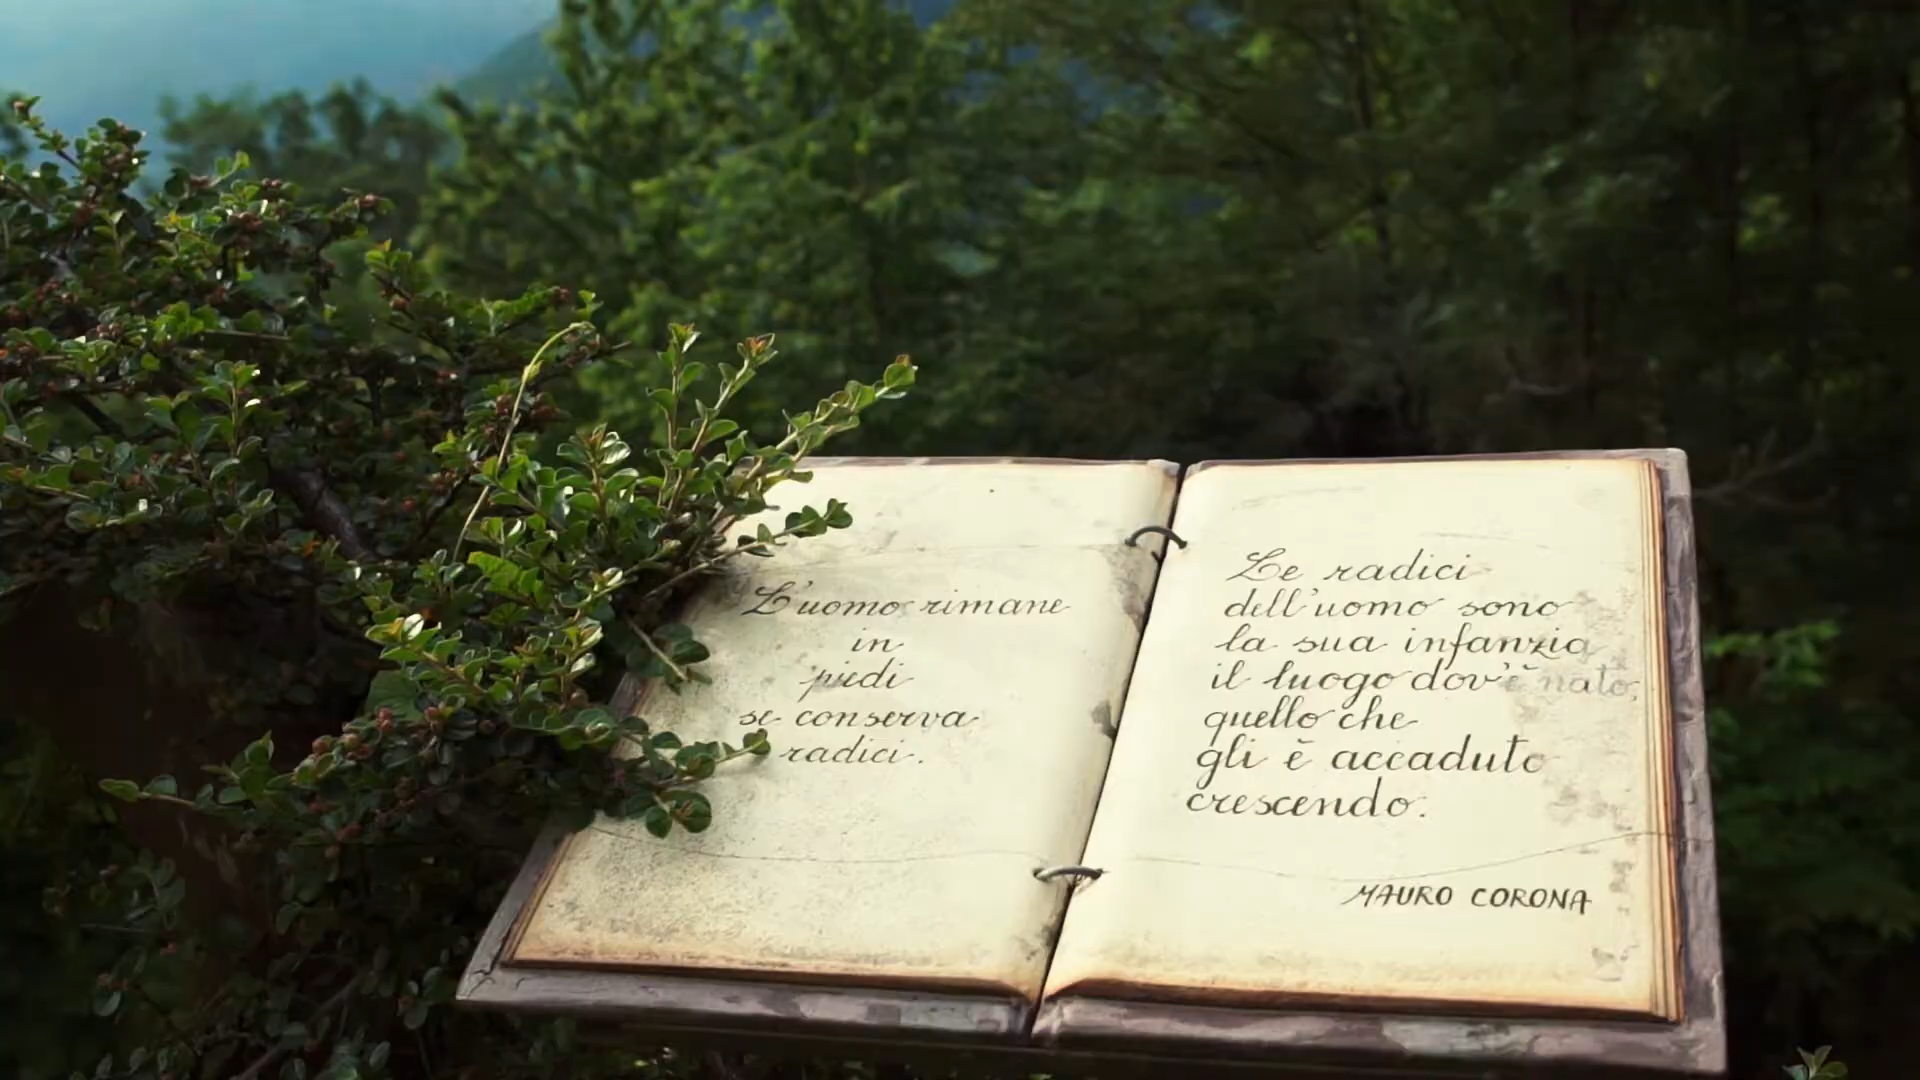 L'uomo rimane
in
piedi
se conserva
radici.
Le radici
dell'uomo sono
la sua infanzia
il luogo dov'è nato,
quello che
gli è accaduto
crescendo.
MAURO CORONA